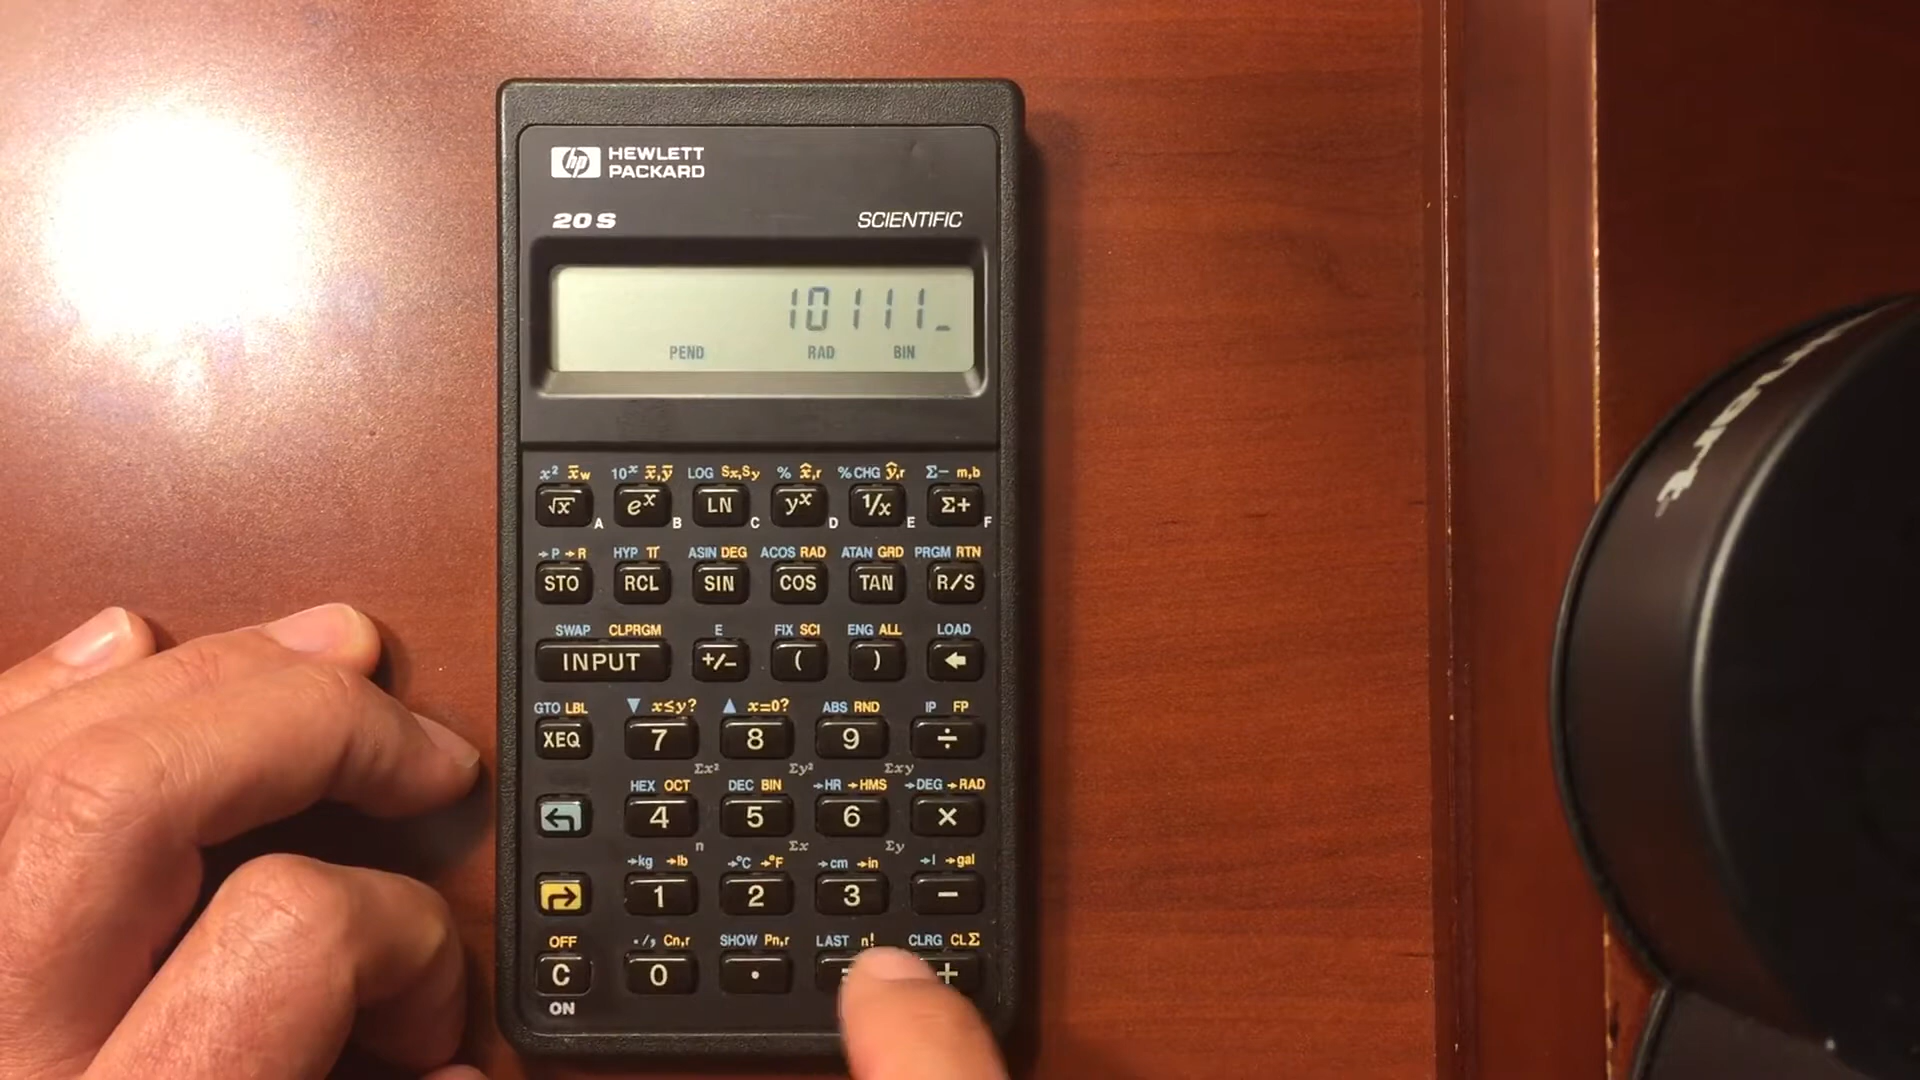 hp HEWLETT
PACKARD
20S SCIENTIFIC
10111_
PEND RAD BIN
x² x̄w 10ˣ x̄,ȳ LOG Sx,Sy % x̂,r %CHG ŷ,r Σ− m,b
√x A eˣ B LN C yˣ D 1/x E Σ+ F
→P →R HYP π ASIN DEG ACOS RAD ATAN GRD PRGM RTN
STO RCL SIN COS TAN R/S
SWAP CLPRGM E FIX SCI ENG ALL LOAD
INPUT +/− ( ) ←
GTO LBL ▼ x≤y? ▲ x=0? ABS RND IP FP
XEQ 7 8 9 ÷
Σx² Σy² Σxy
HEX OCT DEC BIN →HR →HMS →DEG →RAD
4 5 6 ×
n Σx Σy
→kg →lb →°C →°F →cm →in →l →gal
1 2 3 −
OFF ·/, Cn,r SHOW Pn,r LAST n! CLRG CLΣ
C 0 · +
ON